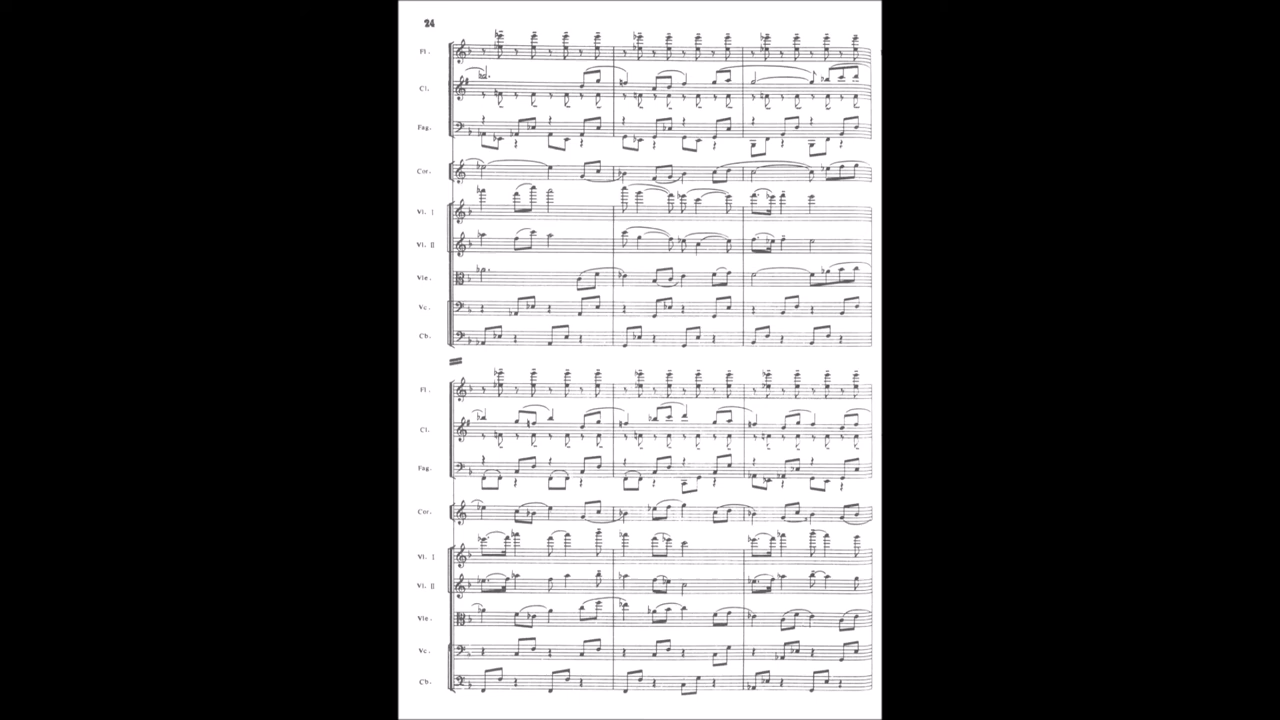 24
Fl.
Cl.
Fag.
Cor.
Vl. I
Vl. II
Vle.
Vc.
Cb.
Fl.
Cl.
Fag.
Cor.
Vl. I
Vl. II
Vle.
Vc.
Cb.